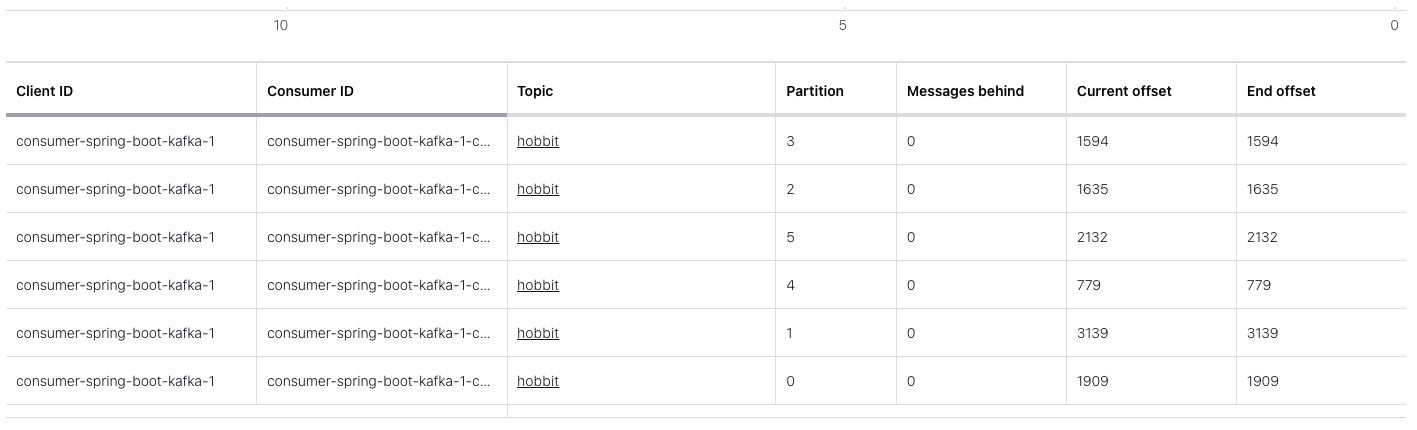 10 5 0
Client ID Consumer ID Topic Partition Messages behind Current offset End offset
consumer-spring-boot-kafka-1 consumer-spring-boot-kafka-1-c... hobbit 3 0 1594 1594
consumer-spring-boot-kafka-1 consumer-spring-boot-kafka-1-c... hobbit 2 0 1635 1635
consumer-spring-boot-kafka-1 consumer-spring-boot-kafka-1-c... hobbit 5 0 2132 2132
consumer-spring-boot-kafka-1 consumer-spring-boot-kafka-1-c... hobbit 4 0 779 779
consumer-spring-boot-kafka-1 consumer-spring-boot-kafka-1-c... hobbit 1 0 3139 3139
consumer-spring-boot-kafka-1 consumer-spring-boot-kafka-1-c... hobbit 0 0 1909 1909